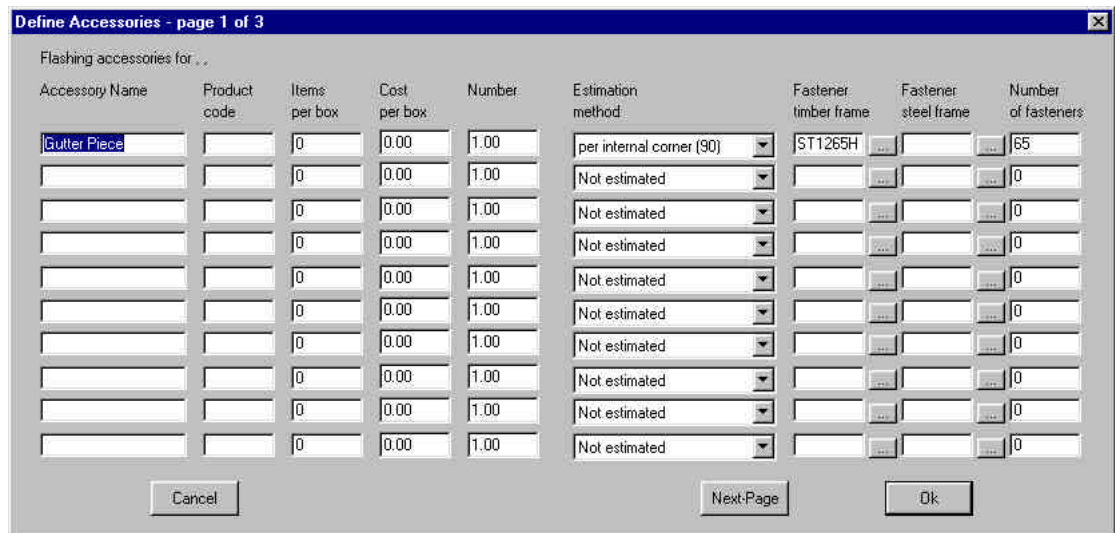 Define Accessories - page 1 of 3
Flashing accessories for , ,
Accessory Name Product code Items per box Cost per box Number Estimation method Fastener timber frame Fastener steel frame Number of fasteners
Gutter Piece 0 0.00 1.00 per internal corner (90) ST1265H ... ... 65
0 0.00 1.00 Not estimated ... ... 0
0 0.00 1.00 Not estimated ... ... 0
0 0.00 1.00 Not estimated ... ... 0
0 0.00 1.00 Not estimated ... ... 0
0 0.00 1.00 Not estimated ... ... 0
0 0.00 1.00 Not estimated ... ... 0
0 0.00 1.00 Not estimated ... ... 0
0 0.00 1.00 Not estimated ... ... 0
0 0.00 1.00 Not estimated ... ... 0
Cancel Next-Page Ok